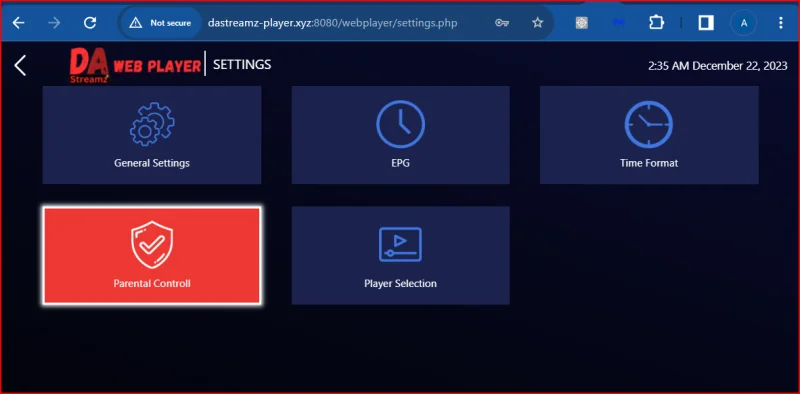 Not secure dastreamz-player.xyz:8080/webplayer/settings.php A
DA Streamz WEB PLAYER SETTINGS 2:35 AM December 22, 2023
General Settings EPG Time Format
Parental Controll Player Selection